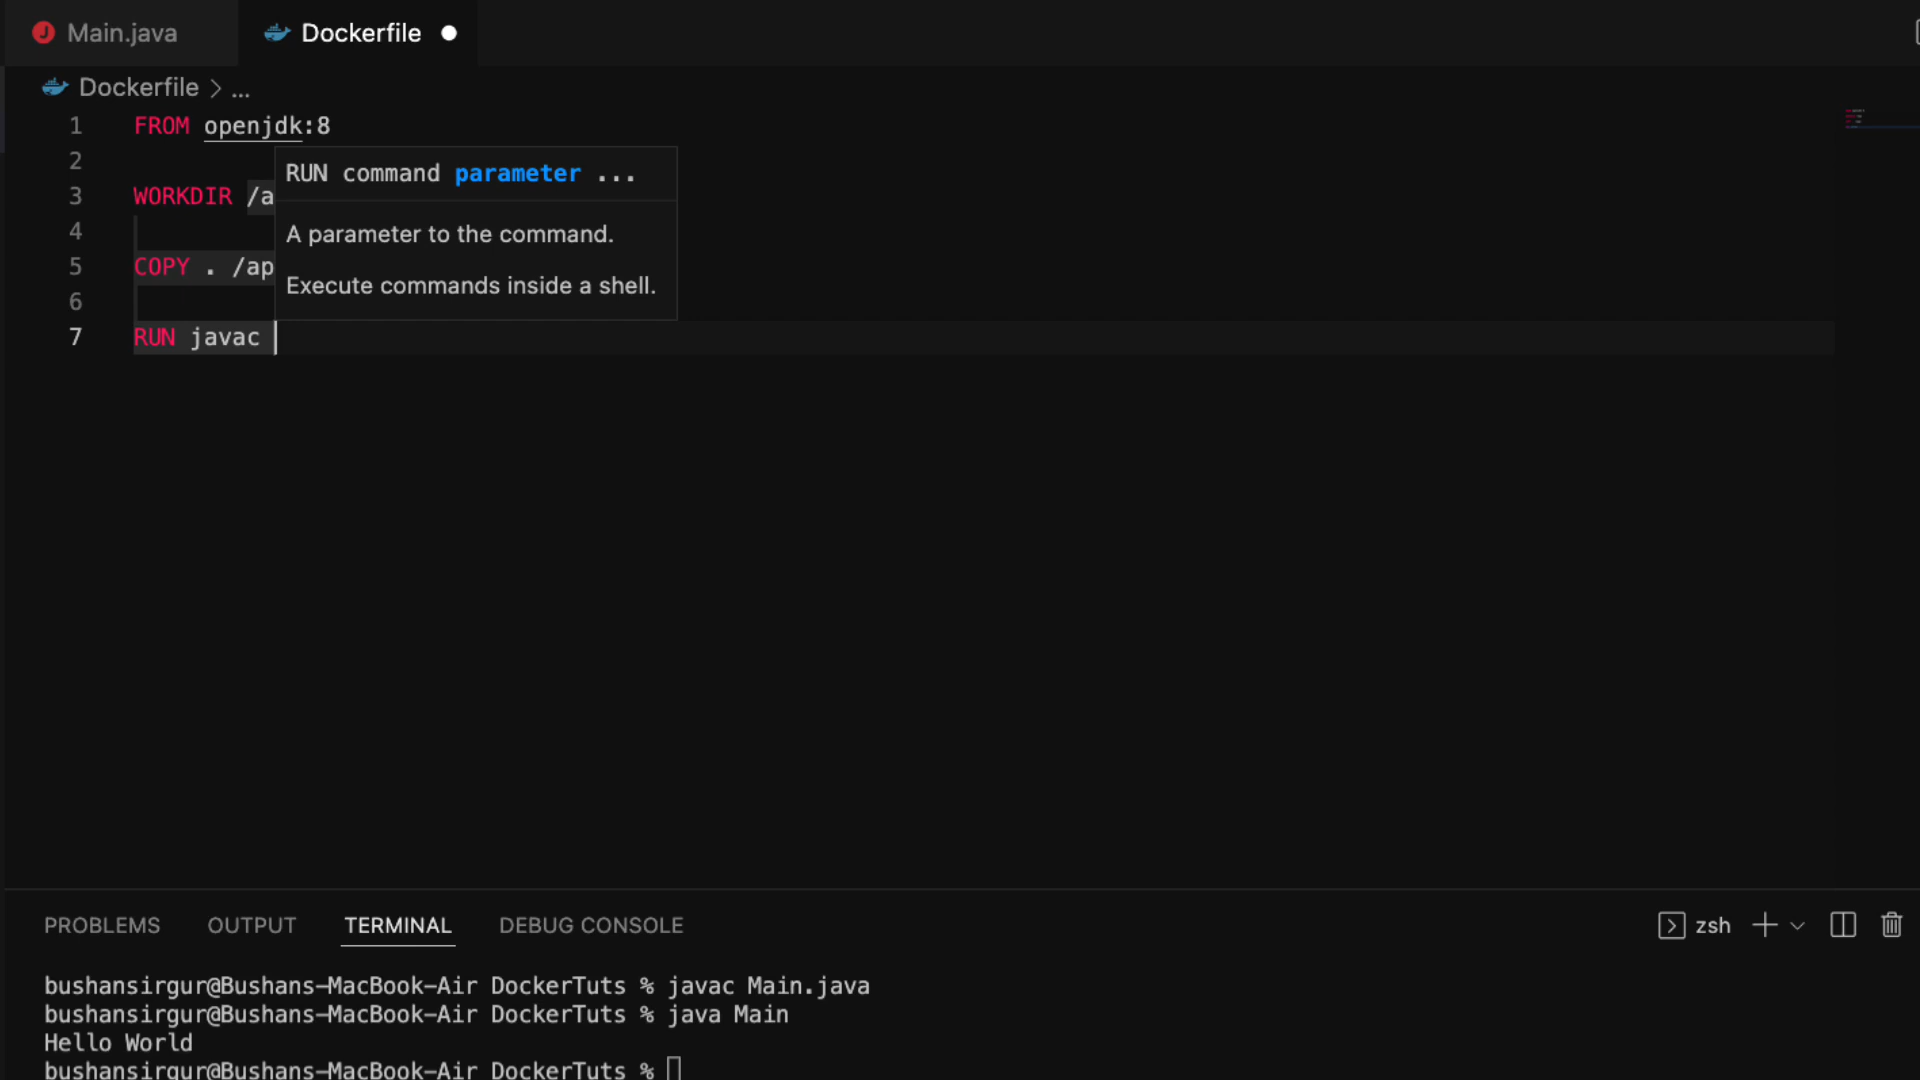 Main.java
Dockerfile
Dockerfile > ...
1 FROM openjdk:8
2
3 WORKDIR /a
4
5 COPY . /ap
6
7 RUN javac
RUN command parameter ...
A parameter to the command.
Execute commands inside a shell.
PROBLEMS OUTPUT TERMINAL DEBUG CONSOLE
zsh
bushansirgur@Bushans-MacBook-Air DockerTuts % javac Main.java
bushansirgur@Bushans-MacBook-Air DockerTuts % java Main
Hello World
bushansirgur@Bushans-MacBook-Air DockerTuts %